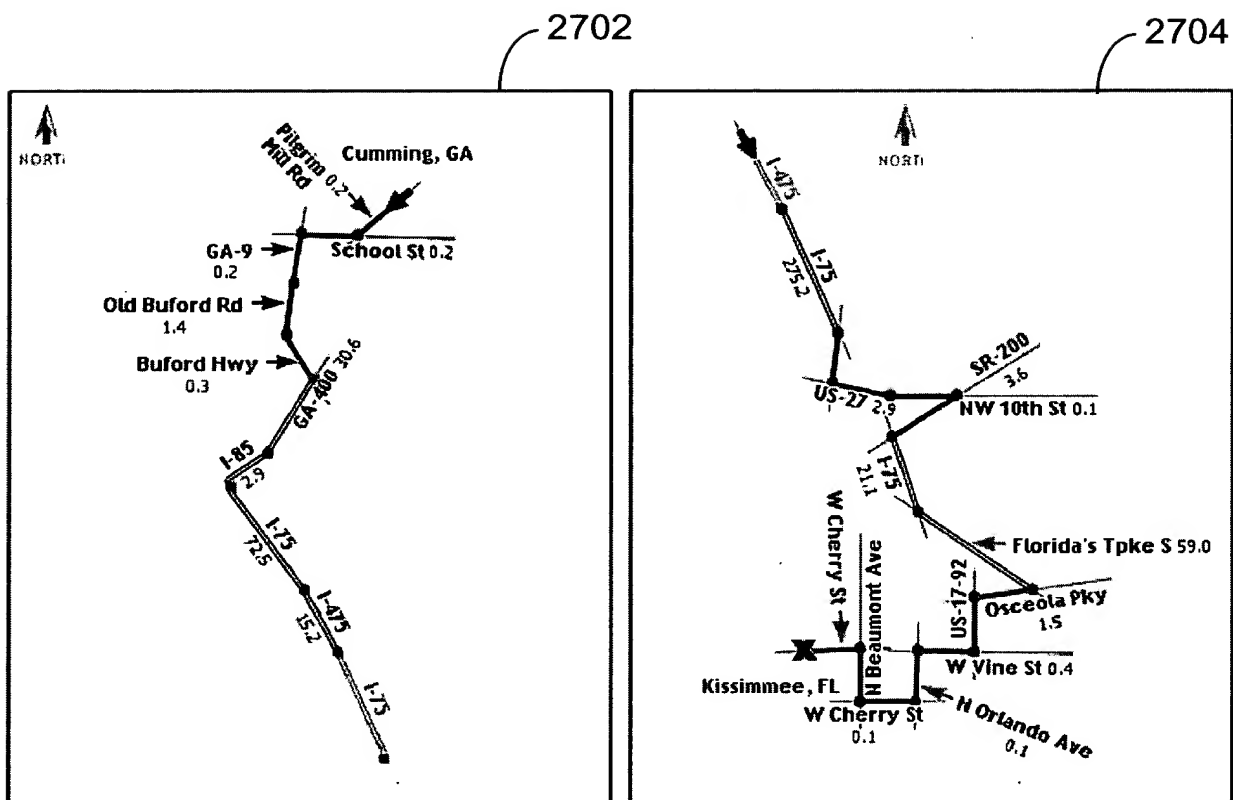 2702
2704
NORTH
Pilgrim
Mill Rd
0.2
Cumming, GA
School St 0.2
GA-9
0.2
Old Buford Rd
1.4
Buford Hwy
0.3
GA-400 30.6
I-85
2.9
I-75
72.5
I-475
15.2
I-75
NORTH
I-475
I-75
275.2
US-27 2.9
SR-200
3.6
NW 10th St 0.1
I-75
21.1
Florida's Tpke S 59.0
Osceola Pky
1.5
US-17-92
W Vine St 0.4
N Orlando Ave
0.1
W Cherry St
0.1
N Beaumont Ave
W Cherry St
Kissimmee, FL